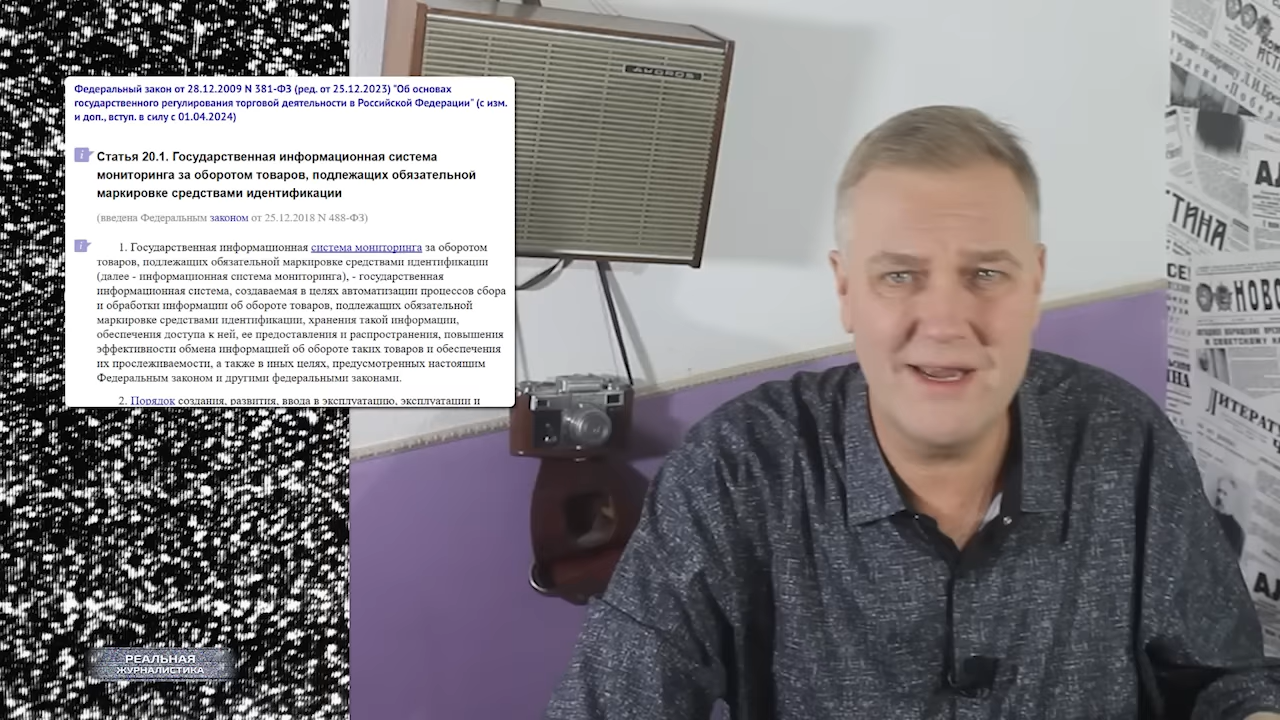 Федеральный закон от 28.12.2009 N 381-ФЗ (ред. от 25.12.2023) "Об основах
государственного регулирования торговой деятельности в Российской Федерации" (с изм.
и доп., вступ. в силу с 01.04.2024)
Статья 20.1. Государственная информационная система
мониторинга за оборотом товаров, подлежащих обязательной
маркировке средствами идентификации
(введена Федеральным законом от 25.12.2018 N 488-ФЗ)
1. Государственная информационная система мониторинга за оборотом
товаров, подлежащих обязательной маркировке средствами идентификации
(далее - информационная система мониторинга), - государственная
информационная система, создаваемая в целях автоматизации процессов сбора
и обработки информации об обороте товаров, подлежащих обязательной
маркировке средствами идентификации, хранения такой информации,
обеспечения доступа к ней, ее предоставления и распространения, повышения
эффективности обмена информацией об обороте таких товаров и обеспечения
их прослеживаемости, а также в иных целях, предусмотренных настоящим
Федеральным законом и другими федеральными законами.
2. Порядок создания, развития, ввода в эксплуатацию, эксплуатации и
РЕАЛЬНАЯ
ЖУРНАЛИСТИКА
ТИНА
НОВО
ЛИТЕРАТУ